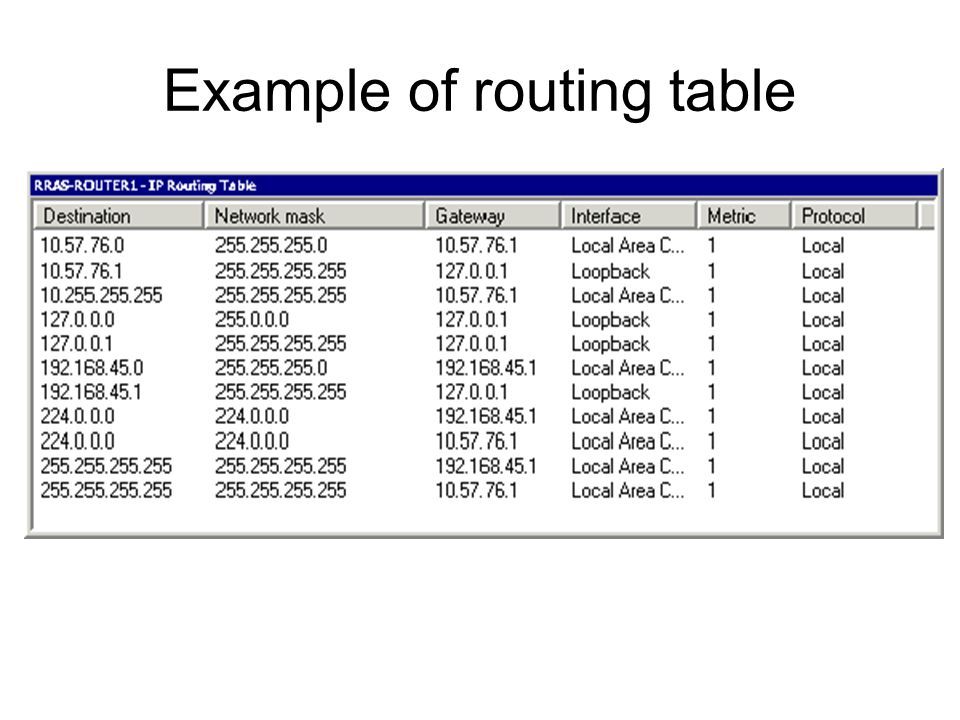 Example of routing table
RRAS-ROUTER1 - IP Routing Table
Destination Network mask Gateway Interface Metric Protocol
10.57.76.0 255.255.255.0 10.57.76.1 Local Area C... 1 Local
10.57.76.1 255.255.255.255 127.0.0.1 Loopback 1 Local
10.255.255.255 255.255.255.255 10.57.76.1 Local Area C... 1 Local
127.0.0.0 255.0.0.0 127.0.0.1 Loopback 1 Local
127.0.0.1 255.255.255.255 127.0.0.1 Loopback 1 Local
192.168.45.0 255.255.255.0 192.168.45.1 Local Area C... 1 Local
192.168.45.1 255.255.255.255 127.0.0.1 Loopback 1 Local
224.0.0.0 224.0.0.0 192.168.45.1 Local Area C... 1 Local
224.0.0.0 224.0.0.0 10.57.76.1 Local Area C... 1 Local
255.255.255.255 255.255.255.255 192.168.45.1 Local Area C... 1 Local
255.255.255.255 255.255.255.255 10.57.76.1 Local Area C... 1 Local